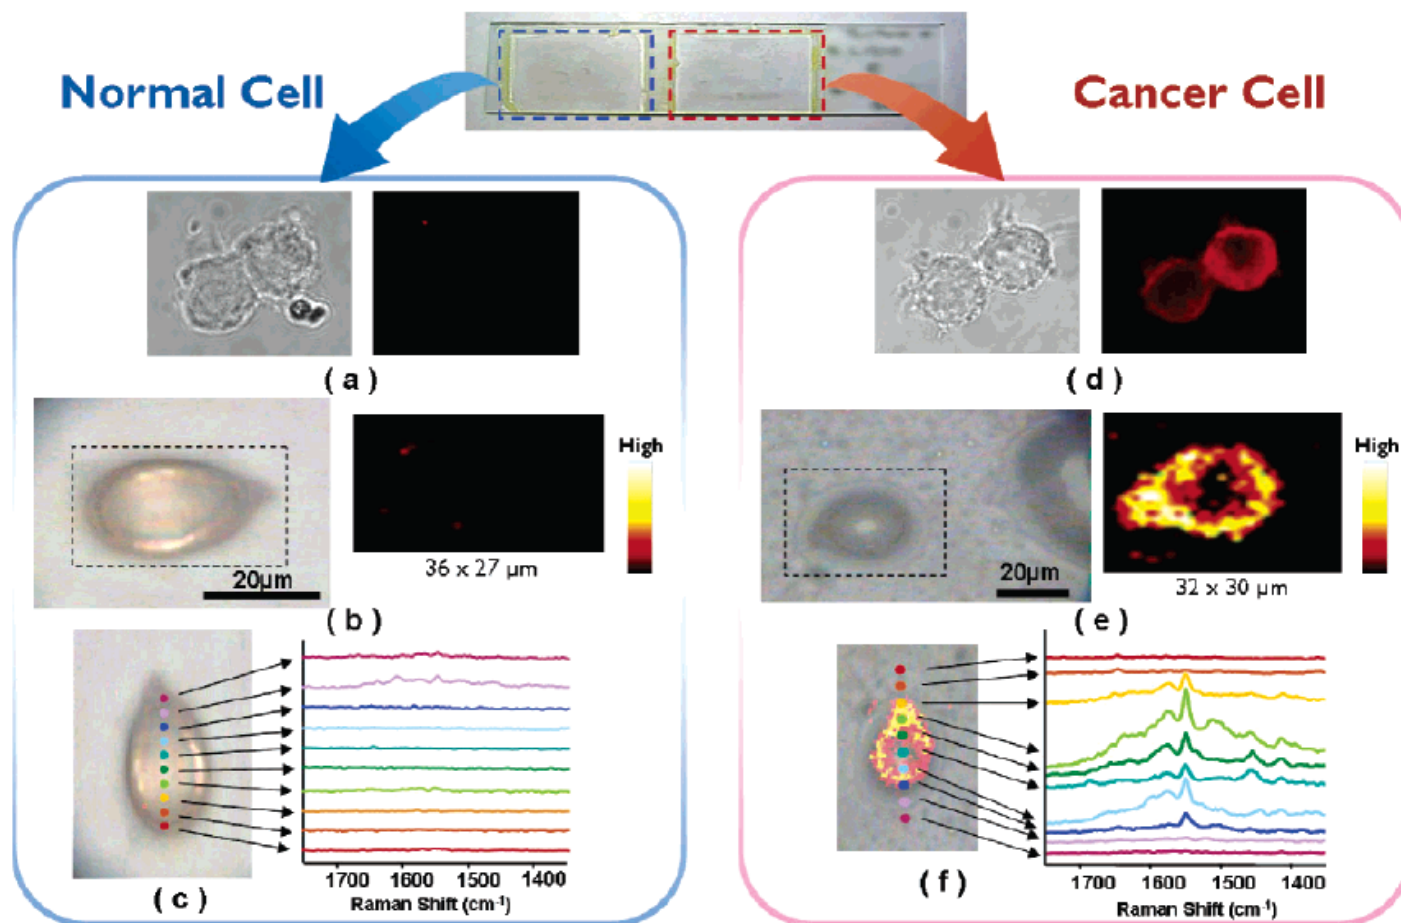 Normal Cell
Cancer Cell
( a )
( d )
High
20µm
36 x 27 µm
( b )
High
20µm
32 x 30 µm
( e )
1700 1600 1500 1400
Raman Shift (cm-1)
( c )
1700 1600 1500 1400
Raman Shift (cm-1)
( f )